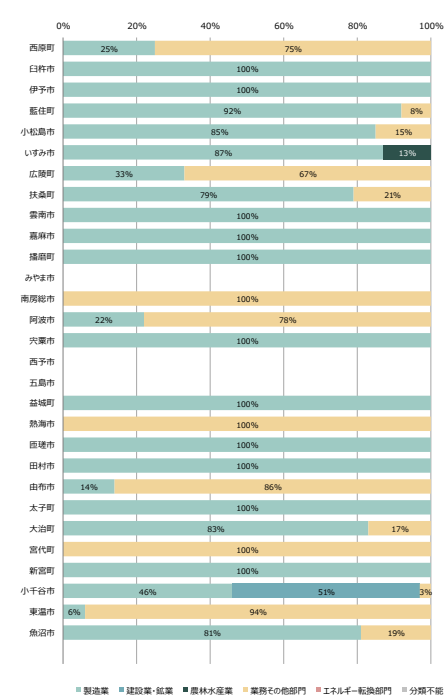 0% 20% 40% 60% 80% 100%
西原町 25% 75%
臼杵市 100%
伊予市 100%
藍住町 92% 8%
小松島市 85% 15%
いすみ市 87% 13%
広陵町 33% 67%
扶桑町 79% 21%
雲南市 100%
嘉麻市 100%
播磨町 100%
みやま市
南房総市 100%
阿波市 22% 78%
宍粟市 100%
西予市
五島市
益城町 100%
熱海市 100%
匝瑳市 100%
田村市 100%
由布市 14% 86%
太子町 100%
大治町 83% 17%
宮代町 100%
新宮町 100%
小千谷市 46% 51% 3%
東温市 6% 94%
魚沼市 81% 19%
製造業 建設業・鉱業 農林水産業 業務その他部門 エネルギー転換部門 分類不能